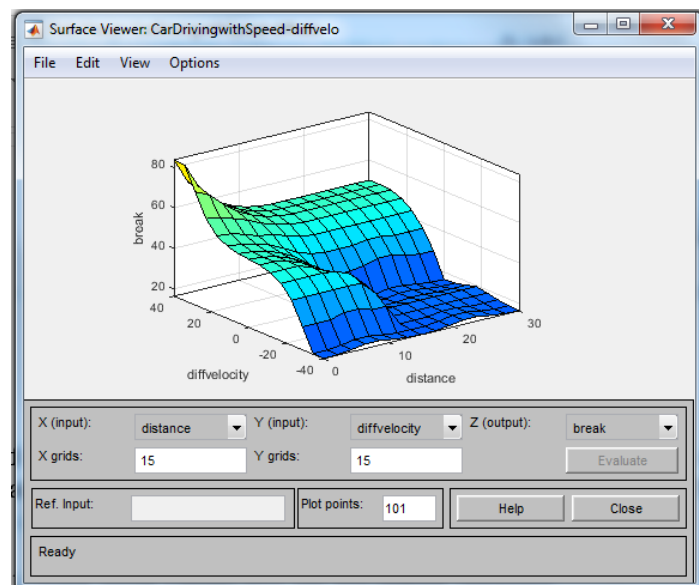 Surface Viewer: CarDrivingwithSpeed-diffvelo
File Edit View Options
80
60
40
20
break
40
20
0
-20
-40
diffvelocity
0
10
20
30
distance
X (input): distance Y (input): diffvelocity Z (output): break
X grids: 15 Y grids: 15 Evaluate
Ref. Input: Plot points: 101 Help Close
Ready